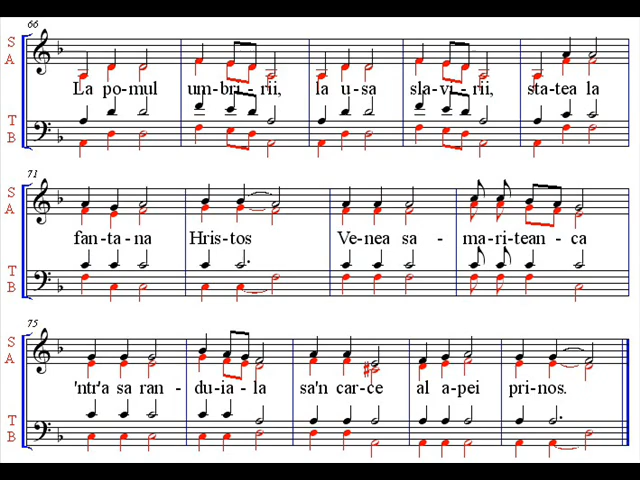 66
S
A
La po-mul um-bri-rii, la u-sa sla-vi-rii, sta-tea la
T
B
71
S
A
fan-ta-na Hris-tos Ve-nea sa - ma-ri-tean-ca
T
B
75
S
A
'ntr'a sa ran - du-ia-la sa'n car-ce al a-pei pri-nos.
T
B